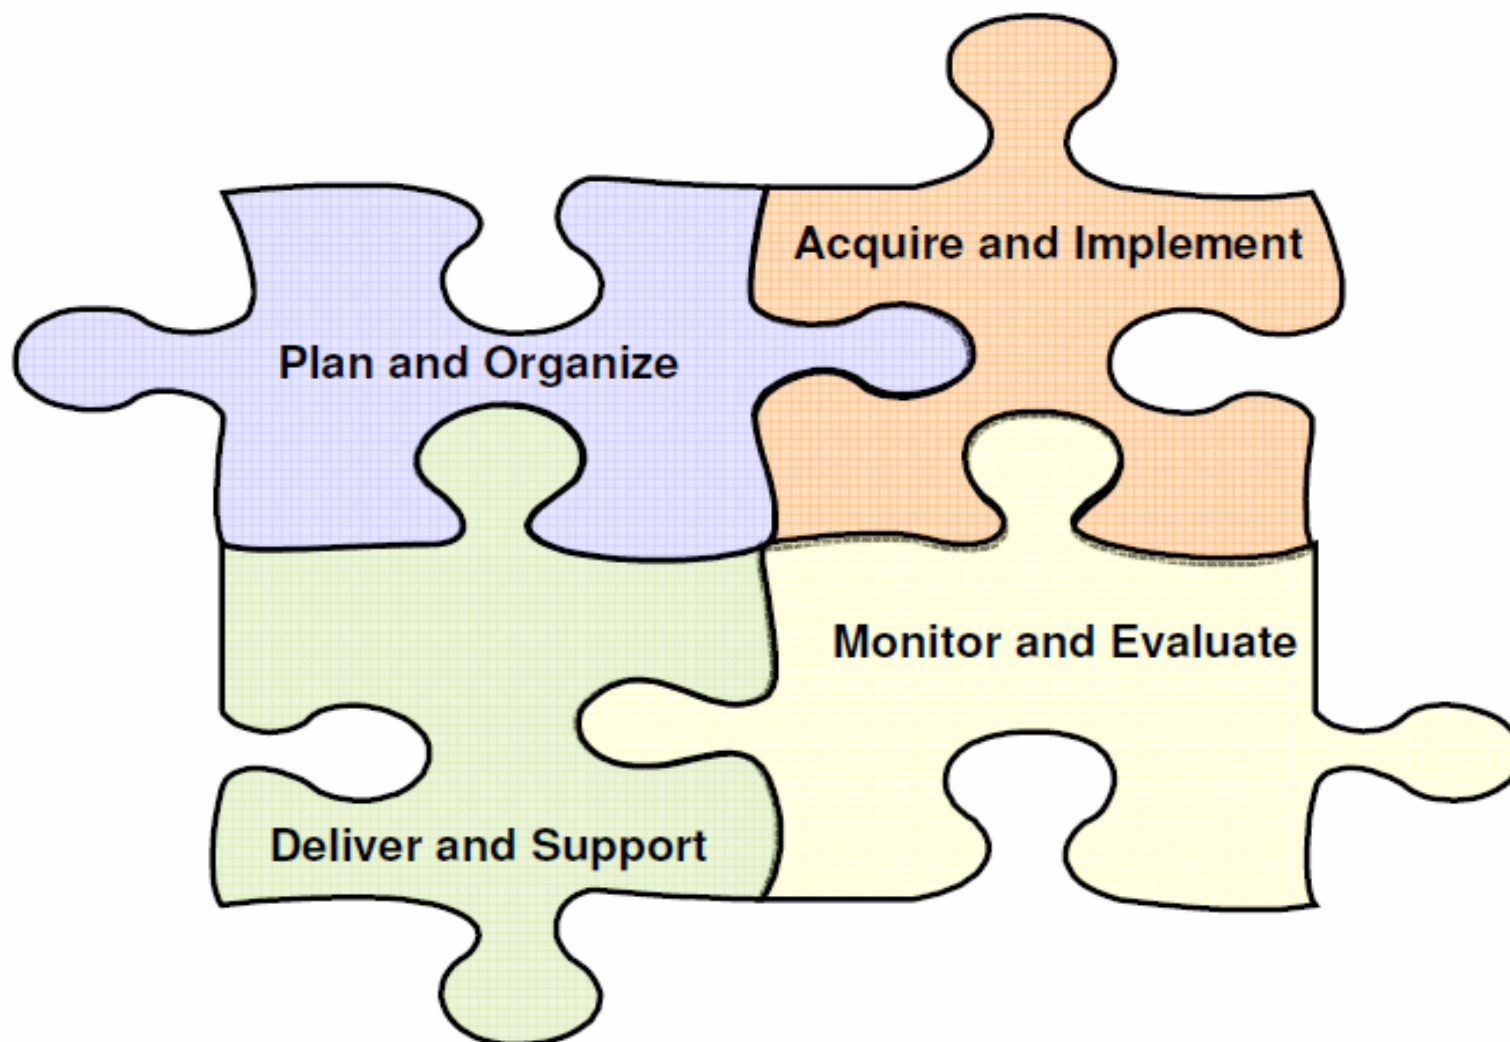 Acquire and Implement
Plan and Organize
Monitor and Evaluate
Deliver and Support